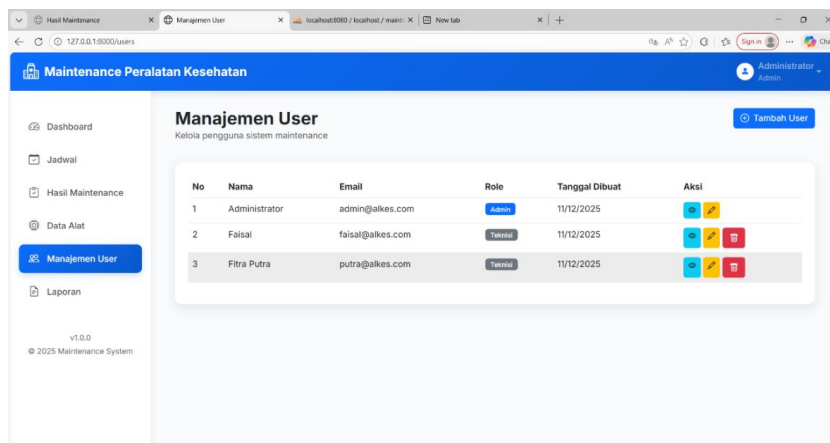 Hasil Maintenance
Manajemen User
localhost:8080 / localhost / maint
New tab
127.0.0.1:8000/users
Sign in
Maintenance Peralatan Kesehatan
Administrator
Admin
Dashboard
Jadwal
Hasil Maintenance
Data Alat
Manajemen User
Laporan
v1.0.0
© 2025 Maintenance System
Manajemen User
Kelola pengguna sistem maintenance
Tambah User
No Nama Email Role Tanggal Dibuat Aksi
1 Administrator admin@alkes.com Admin 11/12/2025
2 Faisal faisal@alkes.com Teknisi 11/12/2025
3 Fitra Putra putra@alkes.com Teknisi 11/12/2025